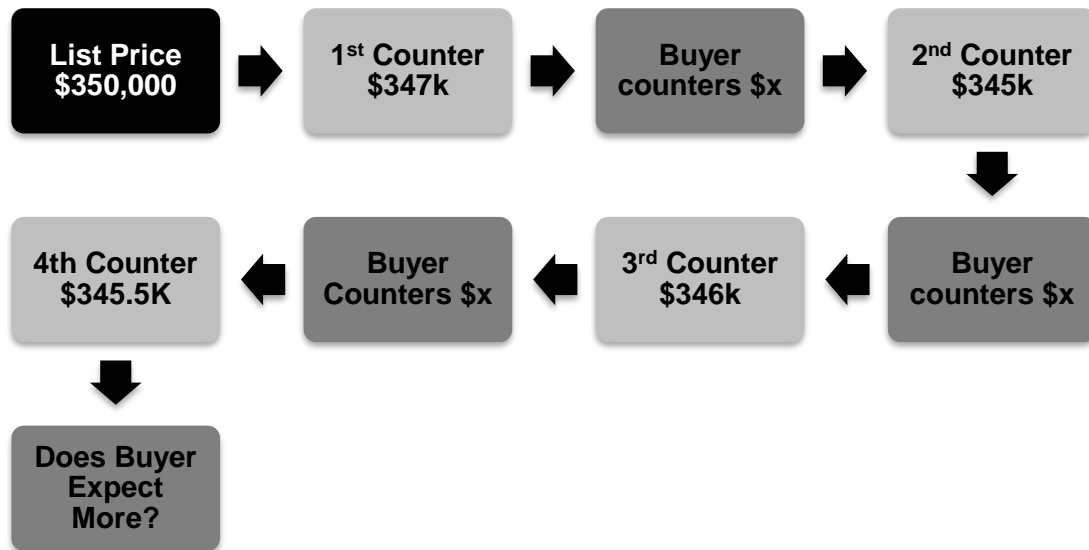 List Price
$350,000
1st Counter
$347k
Buyer
counters $x
2nd Counter
$345k
Buyer
counters $x
3rd Counter
$346k
Buyer
Counters $x
4th Counter
$345.5K
Does Buyer
Expect
More?